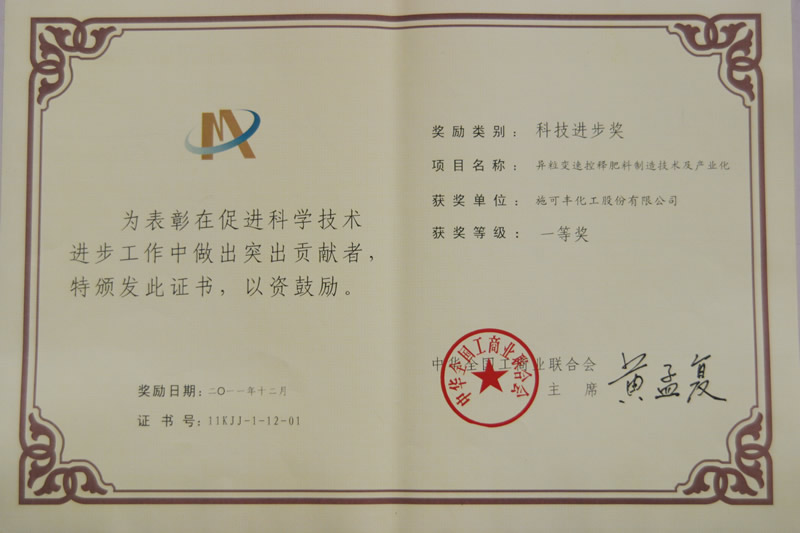 为表彰在促进科学技术
进步工作中做出突出贡献者，
特颁发此证书，以资鼓励。
奖励日期：二〇一一年十二月
证 书 号：11KJJ-1-12-01
奖励类别：科技进步奖
项目名称：异粒变速控释肥料制造技术及产业化
获奖单位：施可丰化工股份有限公司
获奖等级：一等奖
中华全国工商业联合会
主 席 黄孟复
中华全国工商业联合会